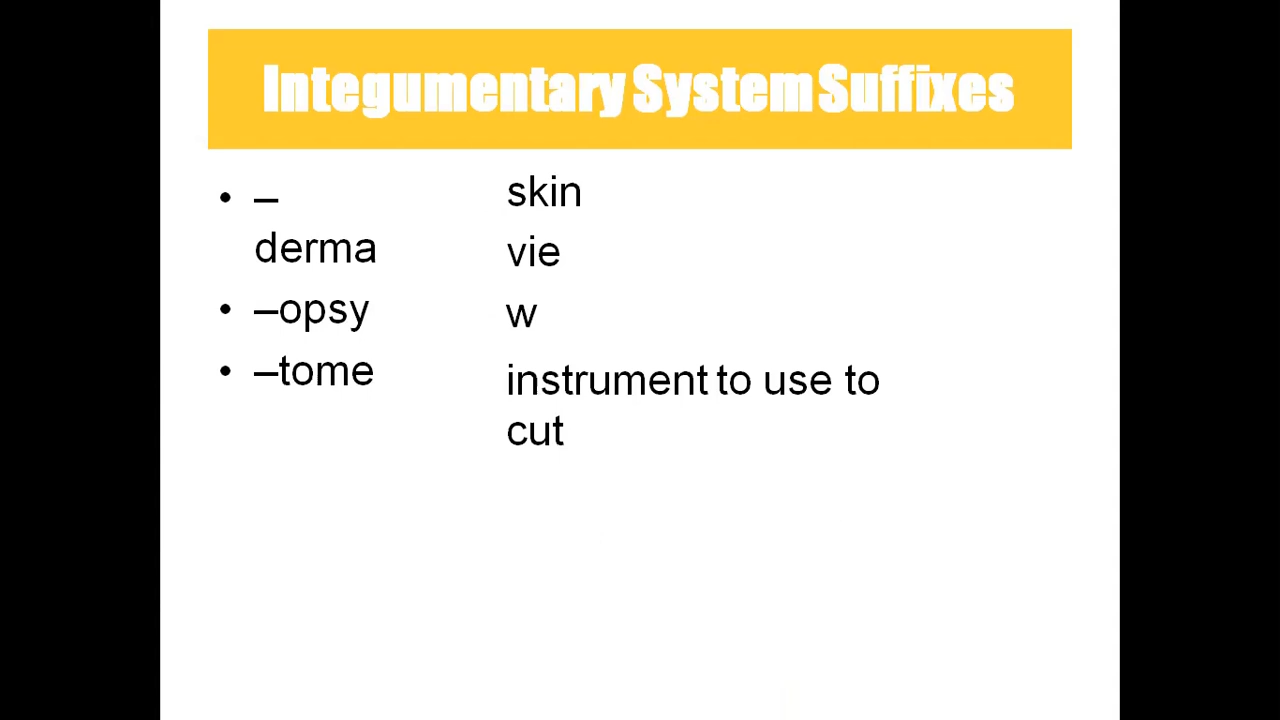 Integumentary System Suffixes
• –
derma
• –opsy
• –tome
skin
vie
w
instrument to use to
cut